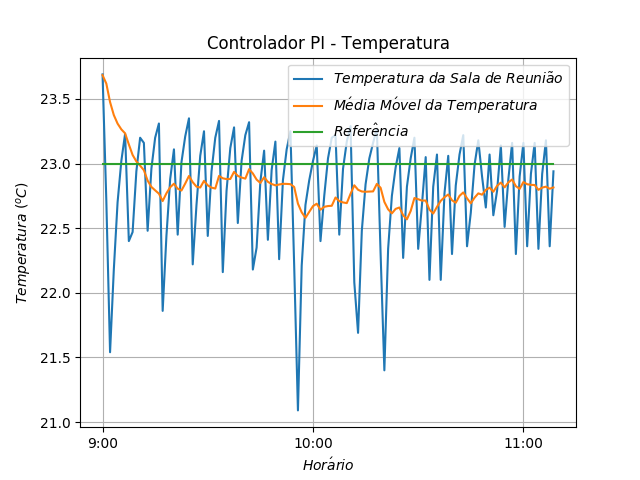 Controlador PI - Temperatura
Temperatura da Sala de Reunião
Média Móvel da Temperatura
Referência
Temperatura (ºC)
23.5
23.0
22.5
22.0
21.5
21.0
9:00 10:00 11:00
Horário